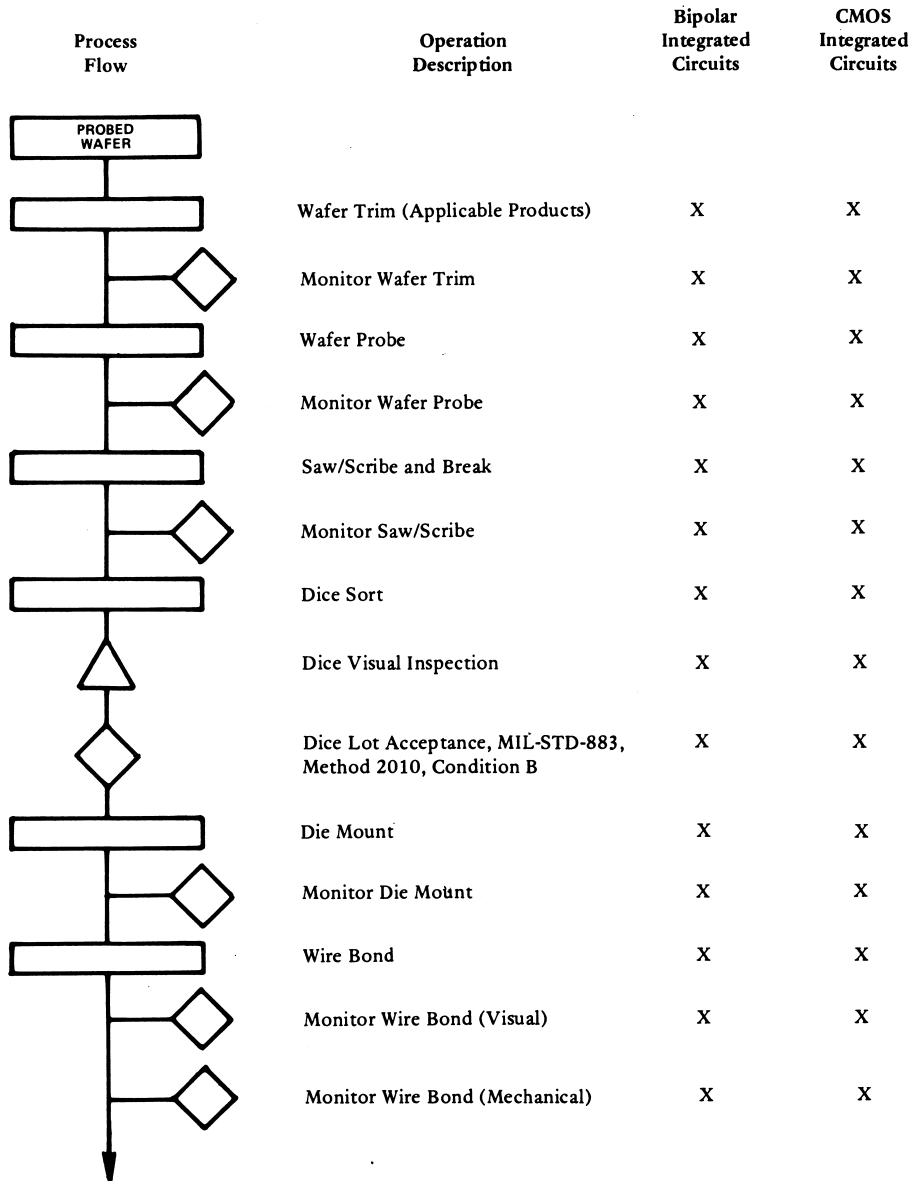 Process
Flow
Operation
Description
Bipolar
Integrated
Circuits
CMOS
Integrated
Circuits
PROBED
WAFER
Wafer Trim (Applicable Products) X X
Monitor Wafer Trim X X
Wafer Probe X X
Monitor Wafer Probe X X
Saw/Scribe and Break X X
Monitor Saw/Scribe X X
Dice Sort X X
Dice Visual Inspection X X
Dice Lot Acceptance, MIL-STD-883, X X
Method 2010, Condition B
Die Mount X X
Monitor Die Mount X X
Wire Bond X X
Monitor Wire Bond (Visual) X X
Monitor Wire Bond (Mechanical) X X